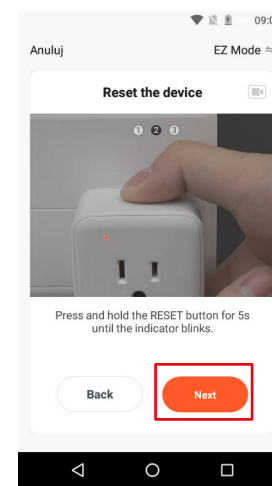 09:0
Anuluj
EZ Mode
Reset the device
1 2 3
Press and hold the RESET button for 5s
until the indicator blinks.
Back
Next